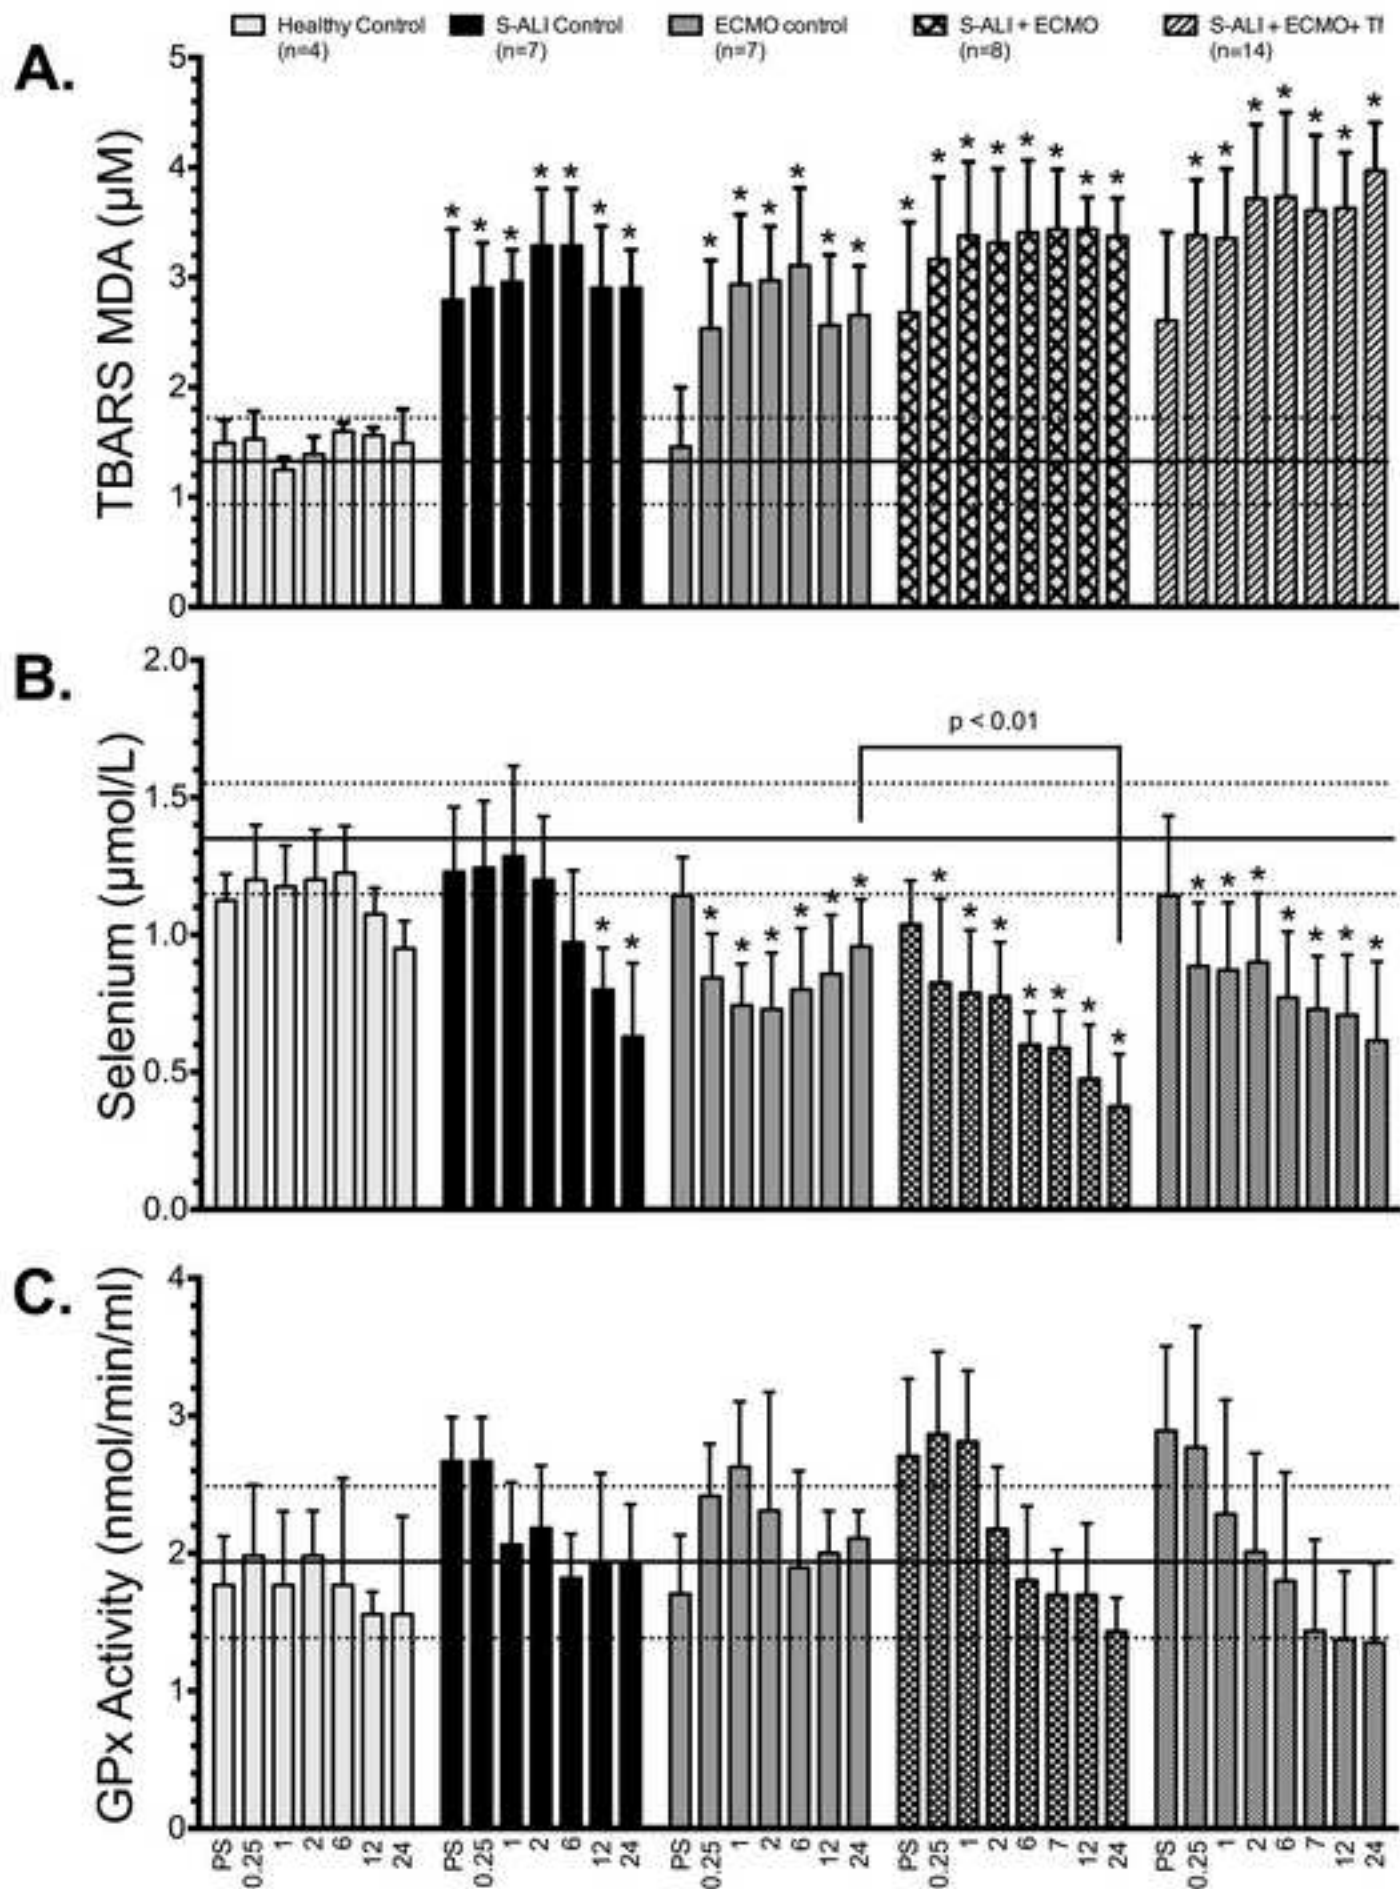 Healthy Control S-ALI Control ECMO control S-ALI + ECMO S-ALI + ECMO+ Tf
(n=4) (n=7) (n=7) (n=8) (n=14)
A.
TBARS MDA (µM)
5
4
3
2
1
0
* * * * * * *
* * * * * *
* * * * * * * *
* * * * * * *
B.
Selenium (µmol/L)
2.0
1.5
1.0
0.5
0.0
p < 0.01
* *
* * * * * *
* * * * * * *
* * * * * * *
C.
GPx Activity (nmol/min/ml)
4
3
2
1
0
PS 0.25 1 2 6 12 24 PS 0.25 1 2 6 12 24 PS 0.25 1 2 6 12 24 PS 0.25 1 2 6 7 12 24 PS 0.25 1 2 6 7 12 24